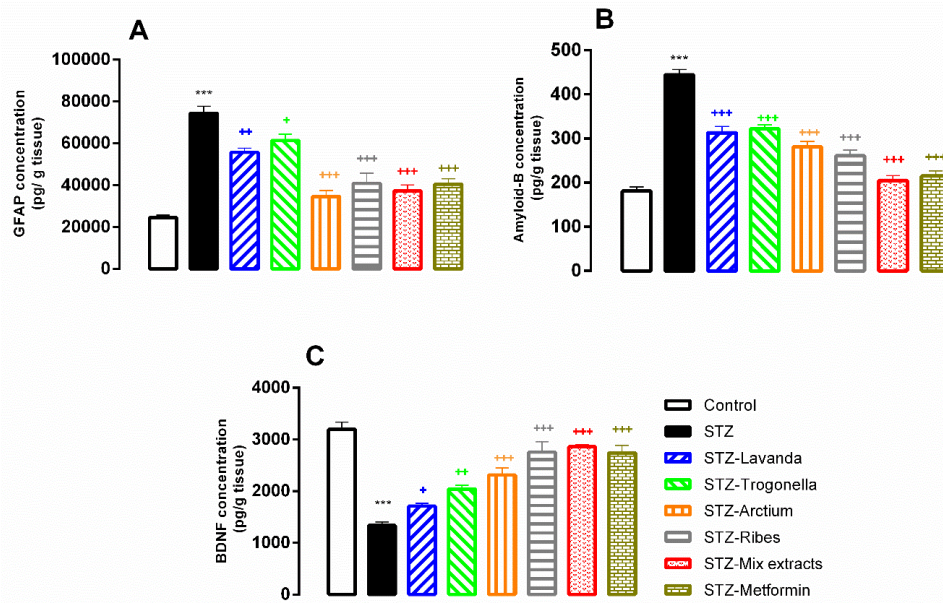 A
GFAP concentration
(pg/ g tissue)
100000
80000
60000
40000
20000
0
***
++
+
+++
+++
+++
+++
B
Amyloid-B concentration
(pg/g tissue)
500
400
300
200
100
0
***
+++
+++
+++
+++
+++
+++
C
BDNF concentration
(pg/g tissue)
4000
3000
2000
1000
0
***
+
++
+++
+++
+++
+++
Control
STZ
STZ-Lavanda
STZ-Trogonella
STZ-Arctium
STZ-Ribes
STZ-Mix extracts
STZ-Metformin